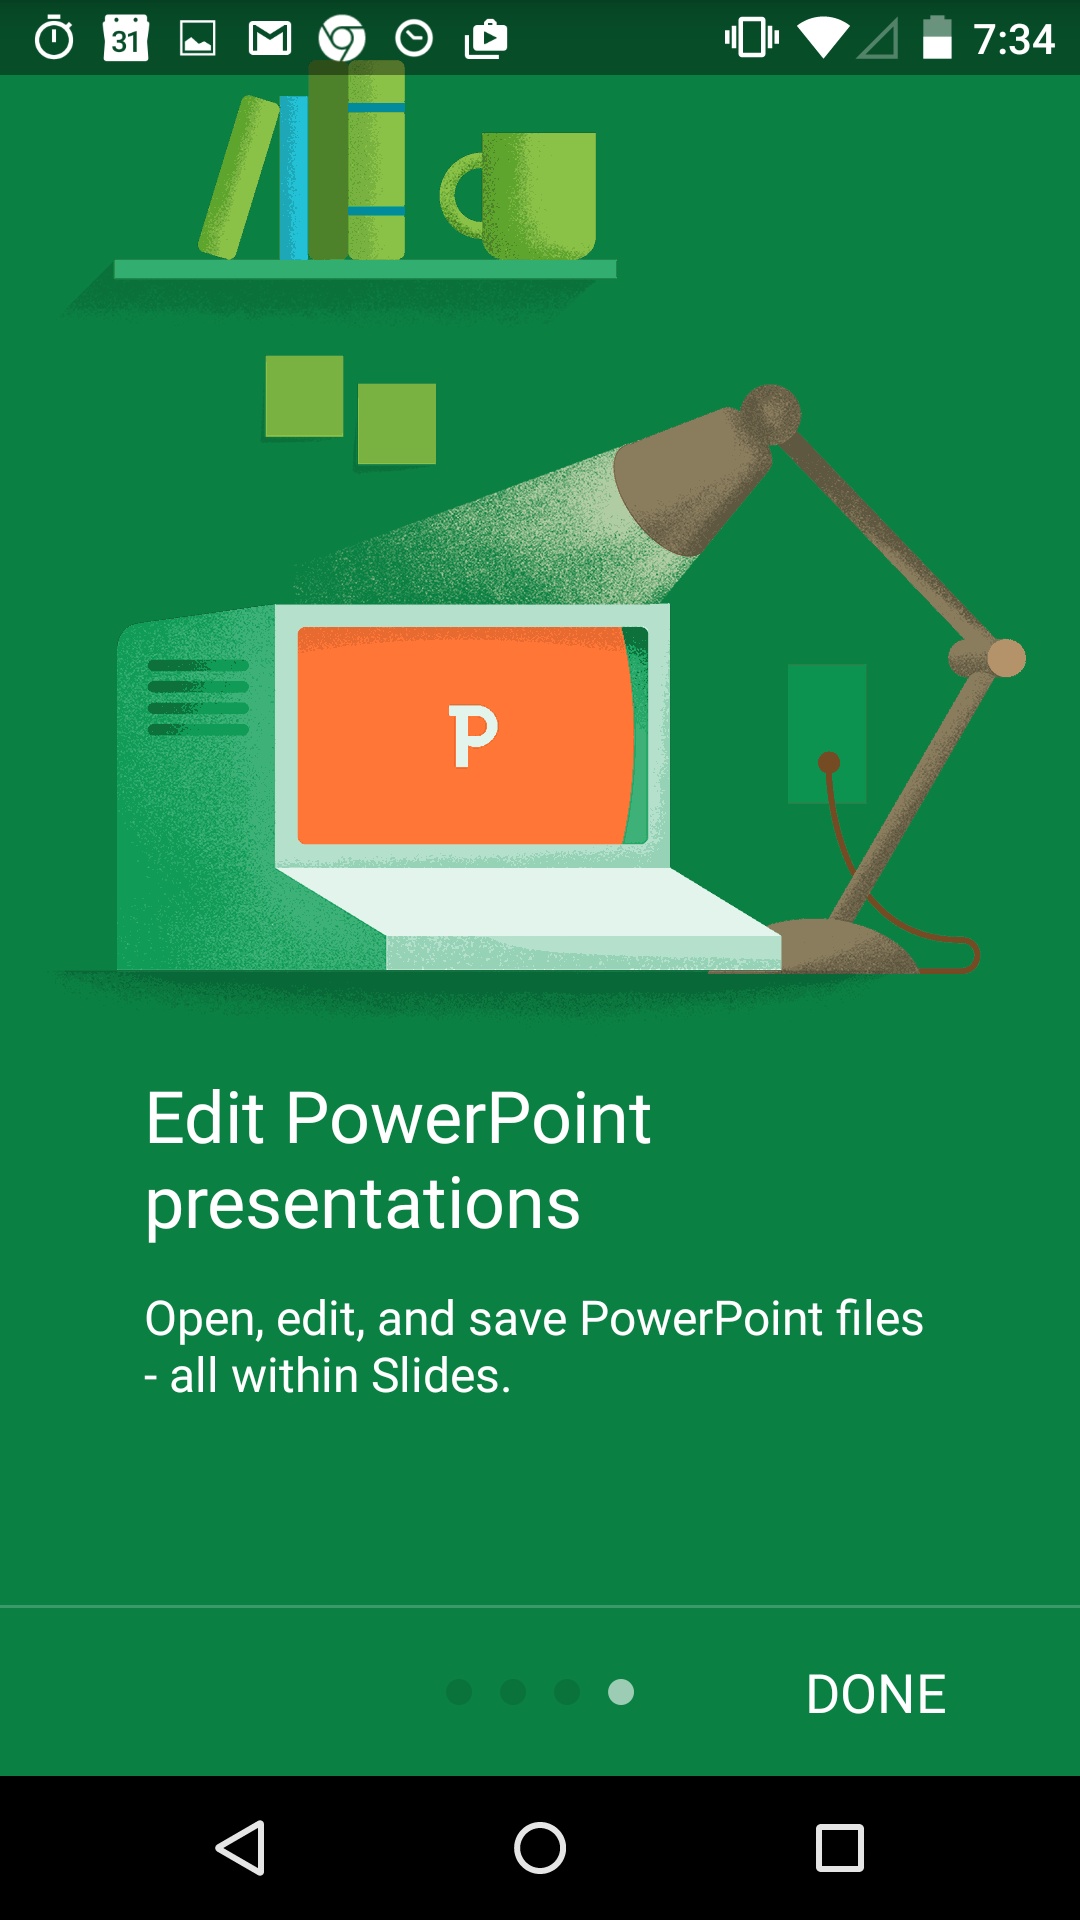 31
7:34
P
Edit PowerPoint
presentations
Open, edit, and save PowerPoint files
- all within Slides.
DONE